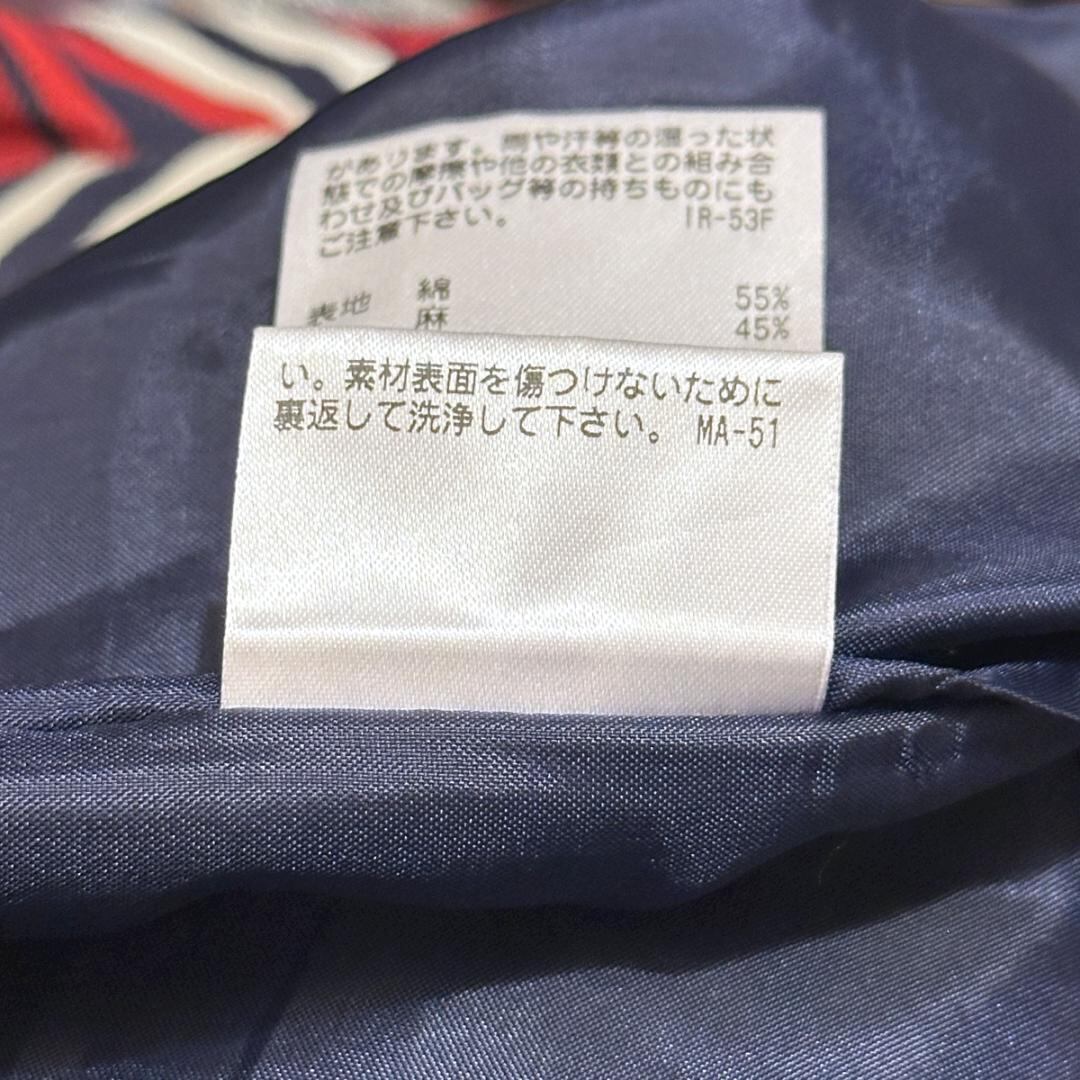 があります。雨や汗等の湿った状
態での摩擦や他の衣類との組み合
わせ及びバッグ等の持ちものにも
ご注意下さい。 IR-53F
表地 綿 55%
麻 45%
い。素材表面を傷つけないために
裏返して洗浄して下さい。 MA-51